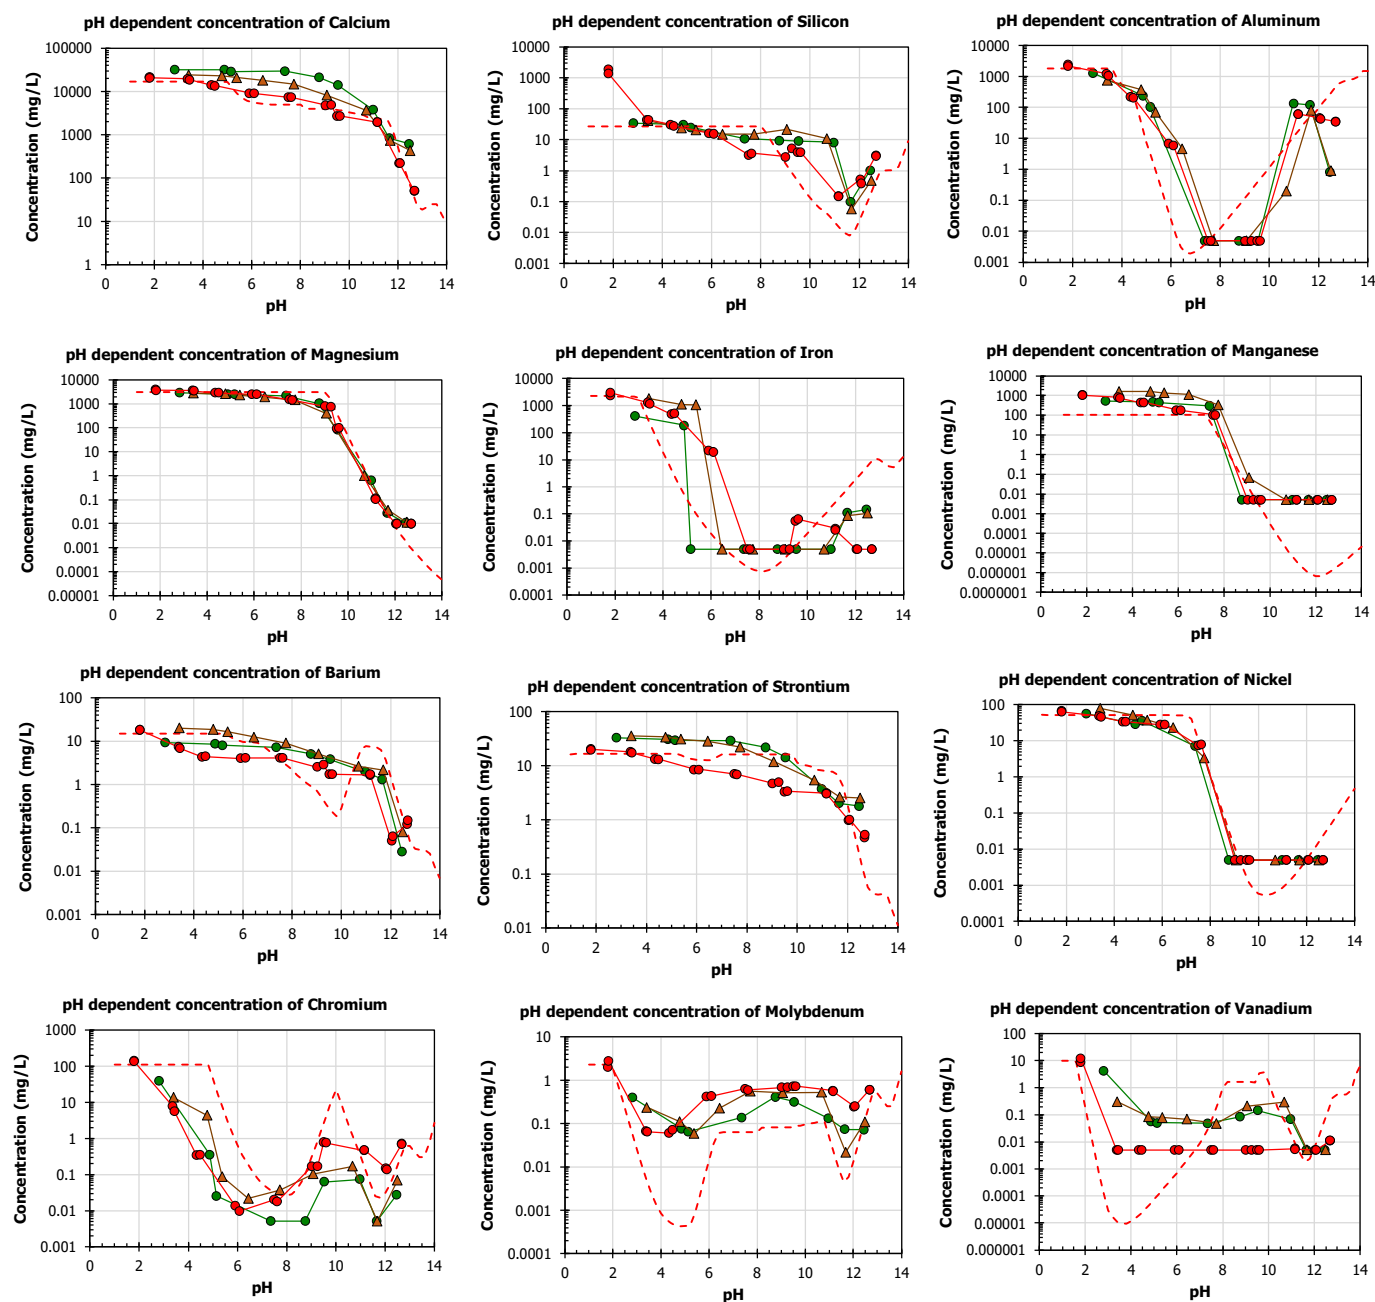 pH dependent concentration of Calcium
Concentration (mg/L)
100000
10000
1000
100
10
1
0 2 4 6 8 10 12 14
pH
pH dependent concentration of Silicon
Concentration (mg/L)
10000
1000
100
10
1
0.1
0.01
0.001
0 2 4 6 8 10 12 14
pH
pH dependent concentration of Aluminum
Concentration (mg/L)
10000
1000
100
10
1
0.1
0.01
0.001
0 2 4 6 8 10 12 14
pH
pH dependent concentration of Magnesium
Concentration (mg/L)
10000
1000
100
10
1
0.1
0.01
0.001
0.0001
0.00001
0 2 4 6 8 10 12 14
pH
pH dependent concentration of Iron
Concentration (mg/L)
10000
1000
100
10
1
0.1
0.01
0.001
0.0001
0 2 4 6 8 10 12 14
pH
pH dependent concentration of Manganese
Concentration (mg/L)
10000
1000
100
10
1
0.1
0.01
0.001
0.0001
0.00001
0.000001
0.0000001
0 2 4 6 8 10 12 14
pH
pH dependent concentration of Barium
Concentration (mg/L)
100
10
1
0.1
0.01
0.001
0 2 4 6 8 10 12 14
pH
pH dependent concentration of Strontium
Concentration (mg/L)
100
10
1
0.1
0.01
0 2 4 6 8 10 12 14
pH
pH dependent concentration of Nickel
Concentration (mg/L)
100
10
1
0.1
0.01
0.001
0.0001
0 2 4 6 8 10 12 14
pH
pH dependent concentration of Chromium
Concentration (mg/L)
1000
100
10
1
0.1
0.01
0.001
0 2 4 6 8 10 12 14
pH
pH dependent concentration of Molybdenum
Concentration (mg/L)
10
1
0.1
0.01
0.001
0.0001
0 2 4 6 8 10 12 14
pH
pH dependent concentration of Vanadium
Concentration (mg/L)
100
10
1
0.1
0.01
0.001
0.0001
0.00001
0.000001
0 2 4 6 8 10 12 14
pH